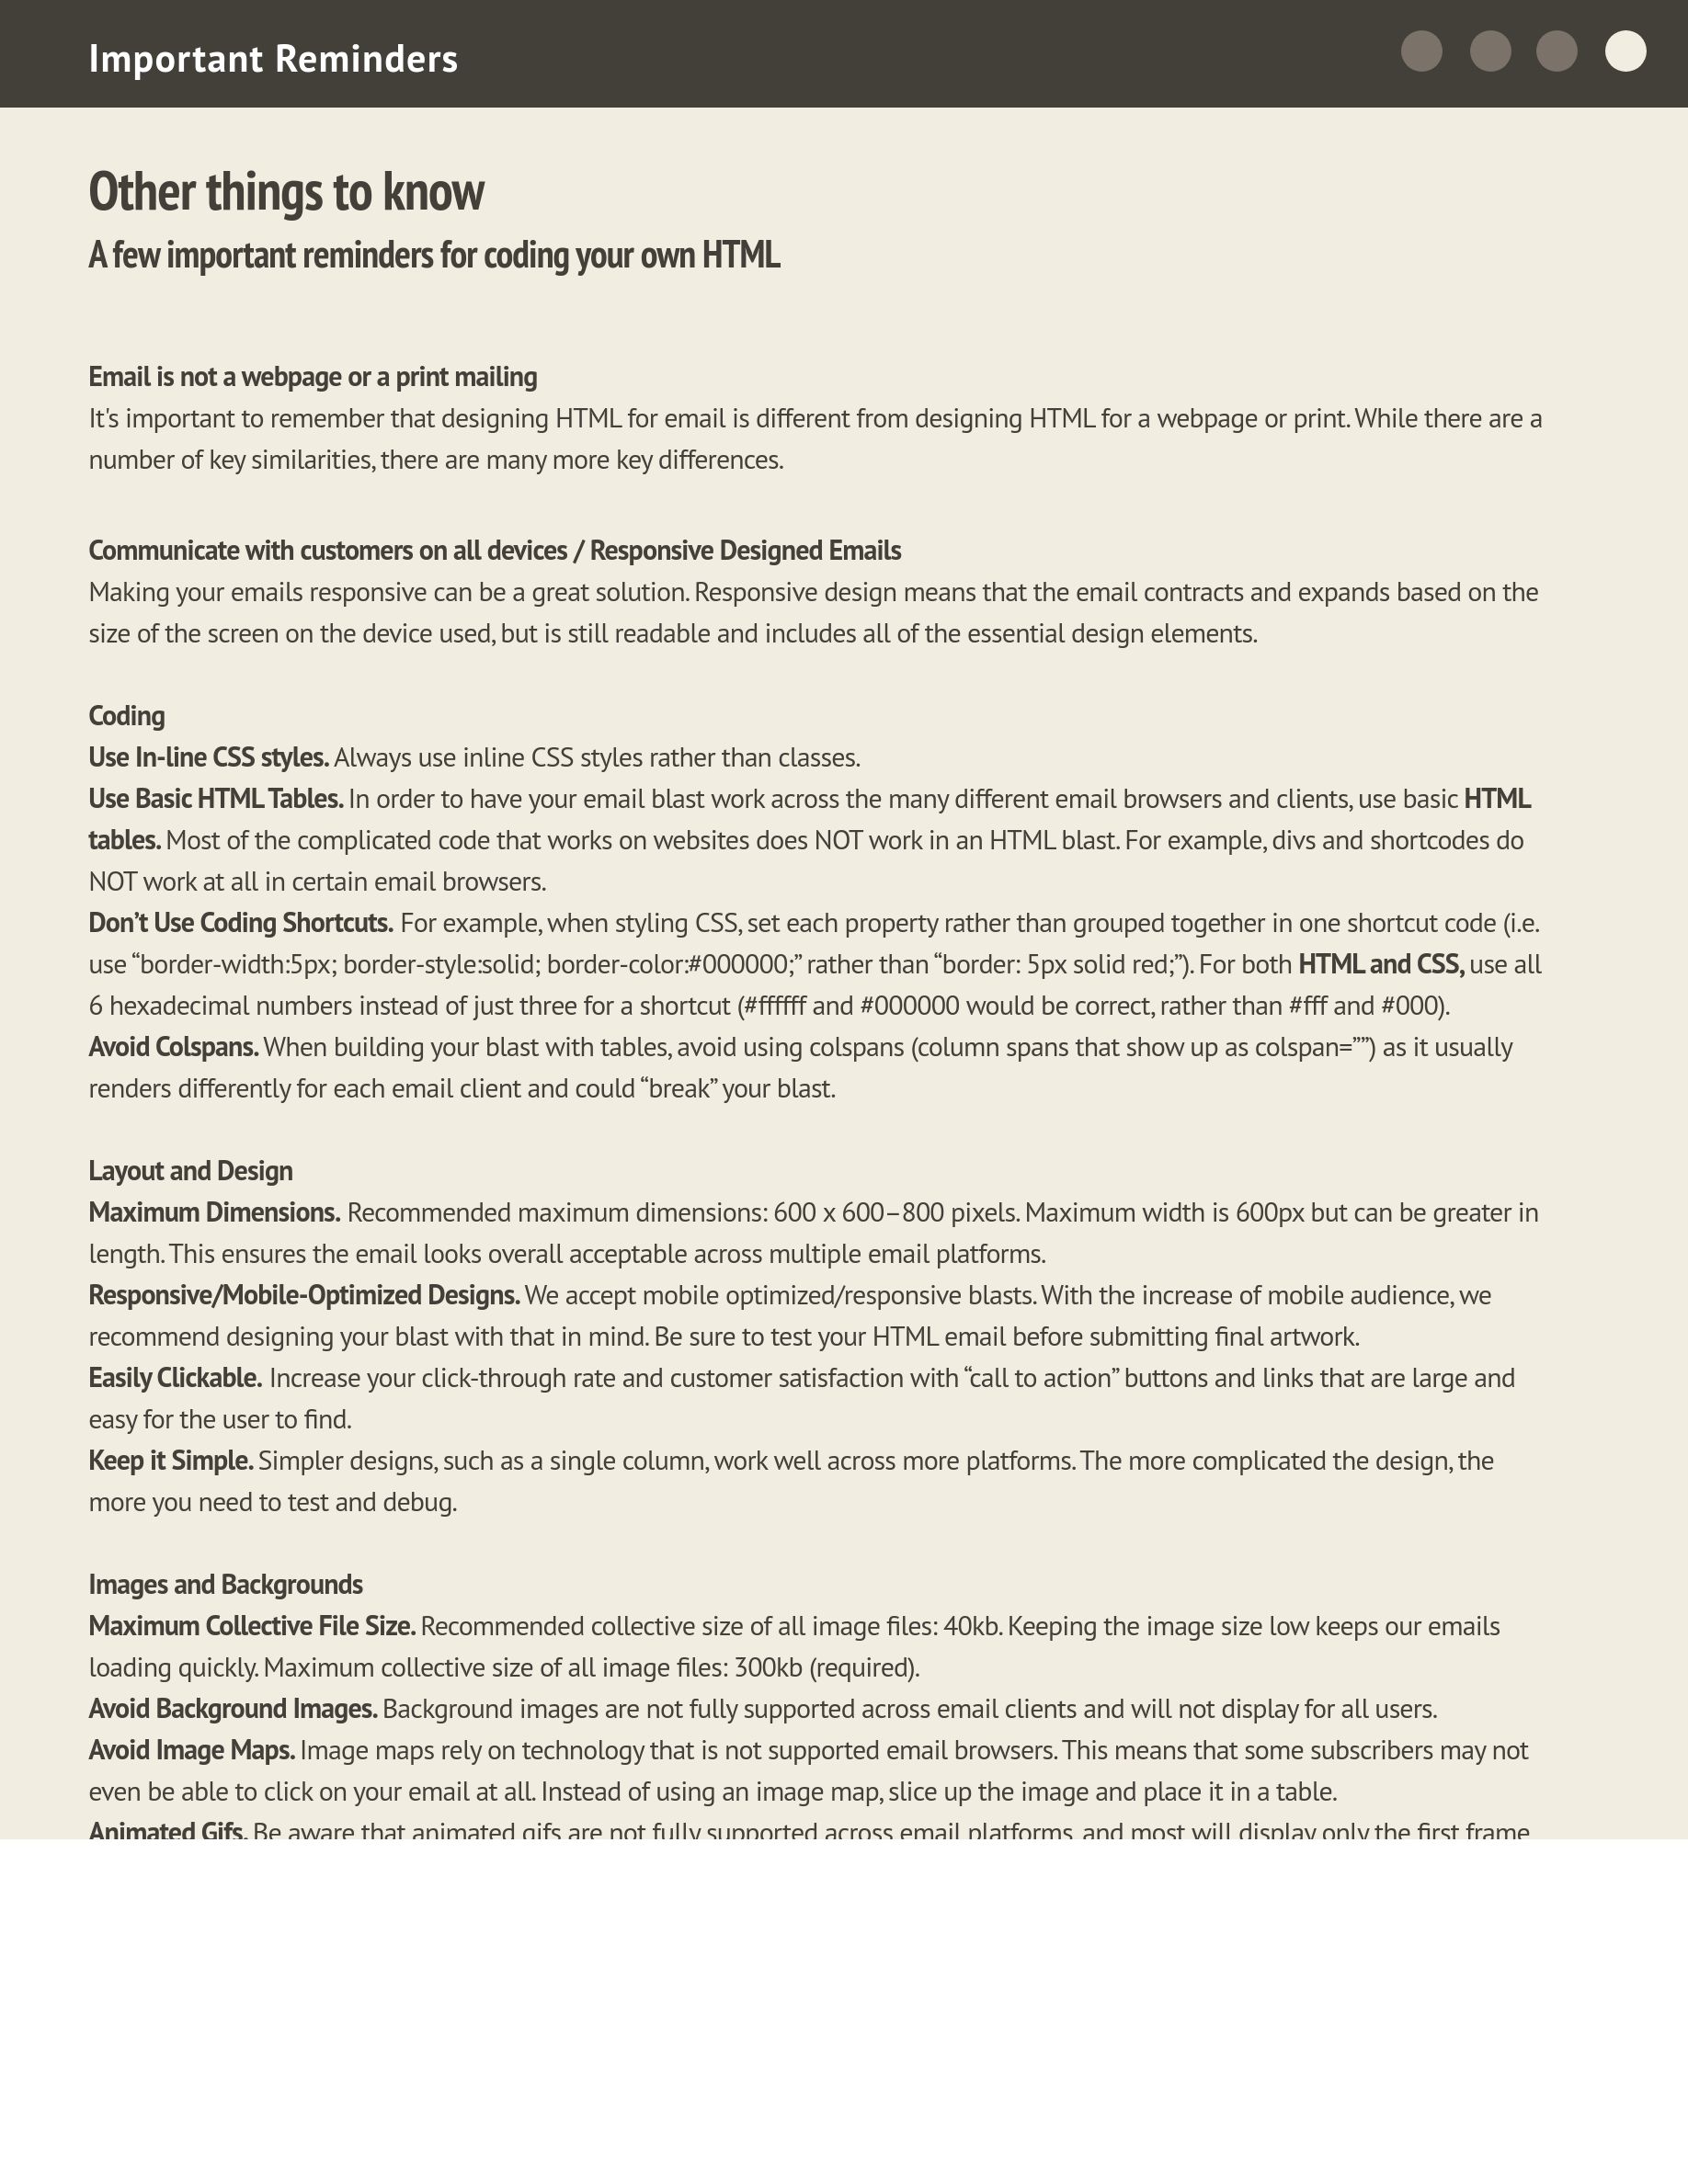 Important Reminders
Other things to know
A few important reminders for coding your own HTML
Email is not a webpage or a print mailing
It's important to remember that designing HTML for email is different from designing HTML for a webpage or print. While there are a
number of key similarities, there are many more key differences.
Communicate with customers on all devices / Responsive Designed Emails
Making your emails responsive can be a great solution. Responsive design means that the email contracts and expands based on the
size of the screen on the device used, but is still readable and includes all of the essential design elements.
Coding
Use In-line CSS styles. Always use inline CSS styles rather than classes.
Use Basic HTML Tables. In order to have your email blast work across the many different email browsers and clients, use basic HTML
tables. Most of the complicated code that works on websites does NOT work in an HTML blast. For example, divs and shortcodes do
NOT work at all in certain email browsers.
Don’t Use Coding Shortcuts. For example, when styling CSS, set each property rather than grouped together in one shortcut code (i.e.
use “border-width:5px; border-style:solid; border-color:#000000;” rather than “border: 5px solid red;”). For both HTML and CSS, use all
6 hexadecimal numbers instead of just three for a shortcut (#ffffff and #000000 would be correct, rather than #fff and #000).
Avoid Colspans. When building your blast with tables, avoid using colspans (column spans that show up as colspan=””) as it usually
renders differently for each email client and could “break” your blast.
Layout and Design
Maximum Dimensions. Recommended maximum dimensions: 600 x 600–800 pixels. Maximum width is 600px but can be greater in
length. This ensures the email looks overall acceptable across multiple email platforms.
Responsive/Mobile-Optimized Designs. We accept mobile optimized/responsive blasts. With the increase of mobile audience, we
recommend designing your blast with that in mind. Be sure to test your HTML email before submitting final artwork.
Easily Clickable. Increase your click-through rate and customer satisfaction with “call to action” buttons and links that are large and
easy for the user to find.
Keep it Simple. Simpler designs, such as a single column, work well across more platforms. The more complicated the design, the
more you need to test and debug.
Images and Backgrounds
Maximum Collective File Size. Recommended collective size of all image files: 40kb. Keeping the image size low keeps our emails
loading quickly. Maximum collective size of all image files: 300kb (required).
Avoid Background Images. Background images are not fully supported across email clients and will not display for all users.
Avoid Image Maps. Image maps rely on technology that is not supported email browsers. This means that some subscribers may not
even be able to click on your email at all. Instead of using an image map, slice up the image and place it in a table.
Animated Gifs. Be aware that animated gifs are not fully supported across email platforms, and most will display only the first frame